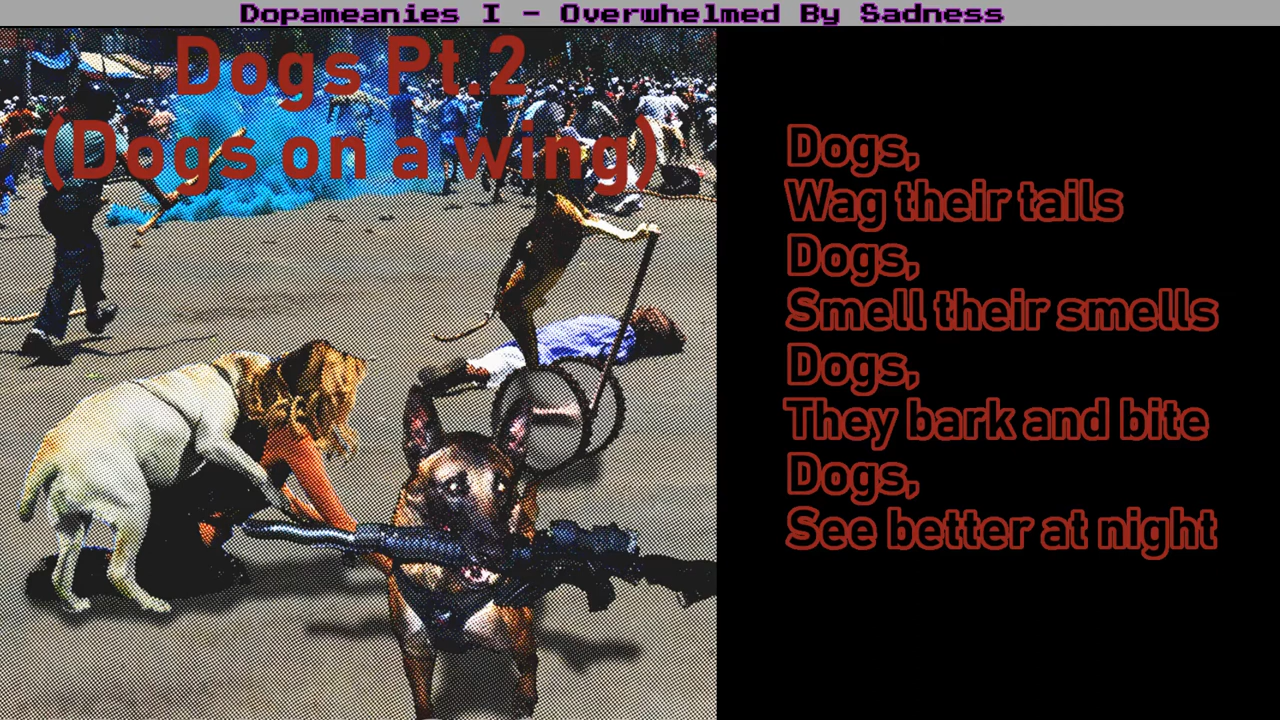 Dopameanies I - Overwhelmed By Sadness
Dogs Pt.2
(Dogs on a wing)
Dogs,
Wag their tails
Dogs,
Smell their smells
Dogs,
They bark and bite
Dogs,
See better at night